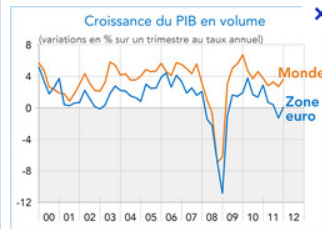 Croissance du PIB en volume
(variations en % sur un trimestre au taux annuel)
8
4
0
-4
-8
-12
Monde
Zone
euro
00 01 02 03 04 05 06 07 08 09 10 11 12